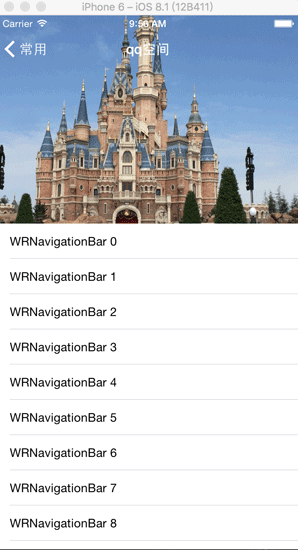 iPhone 6 – iOS 8.1 (12B411)
Carrier 9:56 AM
常用 qq空间
WRNavigationBar 0
WRNavigationBar 1
WRNavigationBar 2
WRNavigationBar 3
WRNavigationBar 4
WRNavigationBar 5
WRNavigationBar 6
WRNavigationBar 7
WRNavigationBar 8